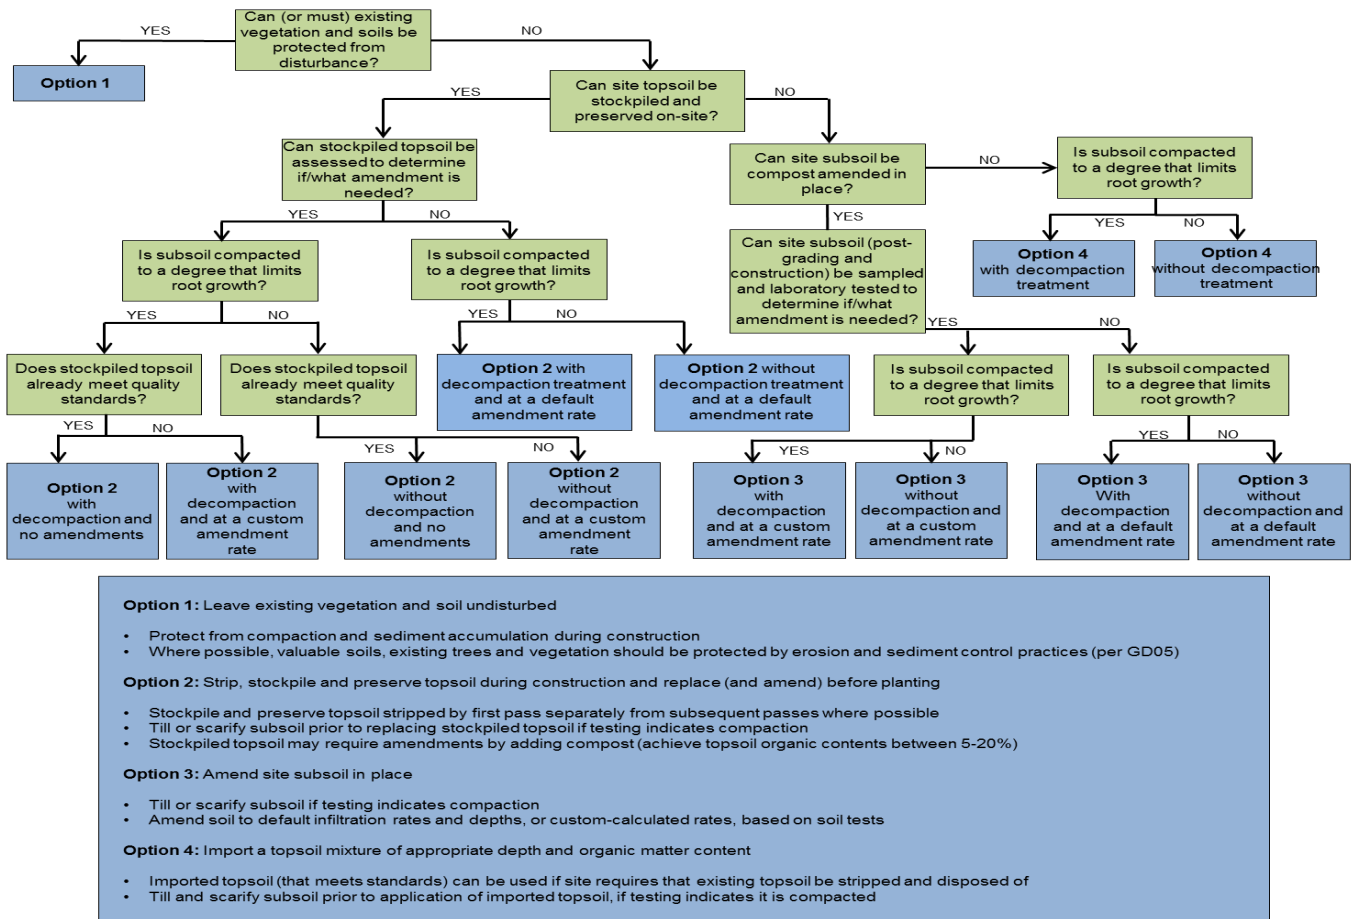 Can (or must) existing
vegetation and soils be
protected from
disturbance?
YES
NO
Option 1
Can site topsoil be
stockpiled and
preserved on-site?
YES
NO
Can stockpiled topsoil be
assessed to determine
if/what amendment is
needed?
Can site subsoil be
compost amended in
place?
NO
Is subsoil compacted
to a degree that limits
root growth?
YES
NO
YES
YES
NO
Is subsoil compacted
to a degree that limits
root growth?
Is subsoil compacted
to a degree that limits
root growth?
Can site subsoil (post-
grading and
construction) be sampled
and laboratory tested to
determine if/what
amendment is needed?
Option 4
with decompaction
treatment
Option 4
without decompaction
treatment
YES
NO
YES
NO
YES
NO
Does stockpiled topsoil
already meet quality
standards?
Does stockpiled topsoil
already meet quality
standards?
Option 2 with
decompaction treatment
and at a default
amendment rate
Option 2 without
decompaction treatment
and at a default
amendment rate
Is subsoil compacted
to a degree that limits
root growth?
Is subsoil compacted
to a degree that limits
root growth?
YES
NO
YES
NO
YES
NO
YES
NO
Option 2
with
decompaction and
no amendments
Option 2
with
decompaction
and at a custom
amendment
rate
Option 2
without
decompaction
and no
amendments
Option 2
without
decompaction
and at a custom
amendment
rate
Option 3
with
decompaction
and at a custom
amendment rate
Option 3
without
decompaction and
at a custom
amendment rate
Option 3
With
decompaction
and at a default
amendment rate
Option 3
without
decompaction and
at a default
amendment rate
Option 1: Leave existing vegetation and soil undisturbed
• Protect from compaction and sediment accumulation during construction
• Where possible, valuable soils, existing trees and vegetation should be protected by erosion and sediment control practices (per GD05)
Option 2: Strip, stockpile and preserve topsoil during construction and replace (and amend) before planting
• Stockpile and preserve topsoil stripped by first pass separately from subsequent passes where possible
• Till or scarify subsoil prior to replacing stockpiled topsoil if testing indicates compaction
• Stockpiled topsoil may require amendments by adding compost (achieve topsoil organic contents between 5-20%)
Option 3: Amend site subsoil in place
• Till or scarify subsoil if testing indicates compaction
• Amend soil to default infiltration rates and depths, or custom-calculated rates, based on soil tests
Option 4: Import a topsoil mixture of appropriate depth and organic matter content
• Imported topsoil (that meets standards) can be used if site requires that existing topsoil be stripped and disposed of
• Till and scarify subsoil prior to application of imported topsoil, if testing indicates it is compacted